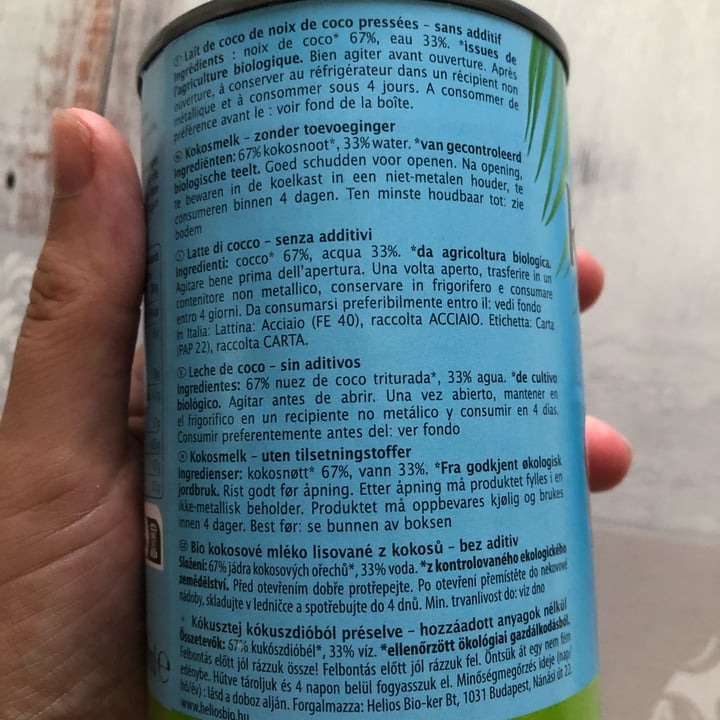 Lait de coco de noix de coco pressées – sans additif
Ingrédients : noix de coco* 67%, eau 33%. *issues de
l'agriculture biologique. Bien agiter avant ouverture. Après
ouverture, à conserver au réfrigérateur dans un récipient non
métallique et à consommer sous 4 jours. A consommer de
préférence avant le : voir fond de la boîte.
Kokosmelk – zonder toevoeginger
Ingrediënten: 67% kokosnoot*, 33% water. *van gecontroleerd
biologische teelt. Goed schudden voor openen. Na opening,
te bewaren in de koelkast in een niet-metalen houder, te
consumeren binnen 4 dagen. Ten minste houdbaar tot: zie
bodem
Latte di cocco – senza additivi
Ingredienti: cocco* 67%, acqua 33%. *da agricoltura biologica.
Agitare bene prima dell'apertura. Una volta aperto, trasferire in un
contenitore non metallico, conservare in frigorifero e consumare
entro 4 giorni. Da consumarsi preferibilmente entro il: vedi fondo
In Italia: Lattina: Acciaio (FE 40), raccolta ACCIAIO. Etichetta: Carta
(PAP 22), raccolta CARTA.
Leche de coco – sin aditivos
Ingredientes: 67% nuez de coco triturada*, 33% agua. *de cultivo
biológico. Agitar antes de abrir. Una vez abierto, mantener en
el frigorífico en un recipiente no metálico y consumir en 4 días.
Consumir preferentemente antes del: ver fondo
Kokosmelk – uten tilsetningstoffer
Ingredienser: kokosnøtt* 67%, vann 33%. *Fra godkjent økologisk
jordbruk. Rist godt før åpning. Etter åpning må produktet fylles i en
ikke-metallisk beholder. Produktet må oppbevares kjølig og brukes
innen 4 dager. Best før: se bunnen av boksen
Bio kokosové mléko lisované z kokosů – bez aditiv
Složení: 67% jádra kokosových ořechů*, 33% voda. *z kontrolovaného ekologického
zemědělství. Před otevřením dobře protřepejte. Po otevření přemístěte do nekovové
nádoby, skladujte v ledničce a spotřebujte do 4 dnů. Min. trvanlivost do: viz dno
Kókusztej kókuszdióból préselve – hozzáadott anyagok nélkül
Összetevők: 67% kukószdióbél*, 33% víz. *ellenőrzött ökológiai gazdálkodásból.
Felbontás előtt jól rázzuk össze! Felbontás előtt jól rázzuk fel. Öntsük át egy nem fém
edénybe. Hűtve tároljuk és 4 napon belül fogyasszuk el. Minőségmegőrzés ideje (nap/
hó/év) : lásd a doboz alján. Forgalmazza: Helios Bio-ker Bt, 1031 Budapest, Nánási út 22.
www.heliosbio.hu